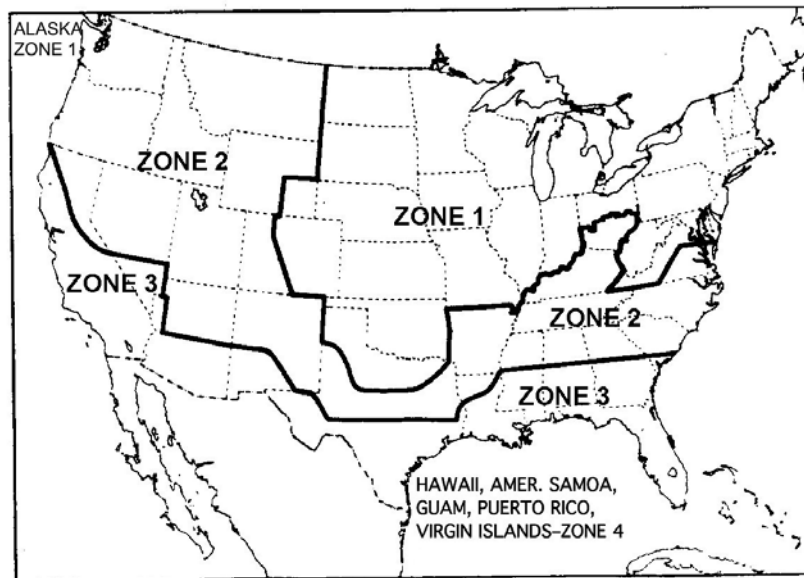 ALASKA
ZONE 1
ZONE 2
ZONE 1
ZONE 3
ZONE 2
ZONE 3
HAWAII, AMER. SAMOA,
GUAM, PUERTO RICO,
VIRGIN ISLANDS–ZONE 4